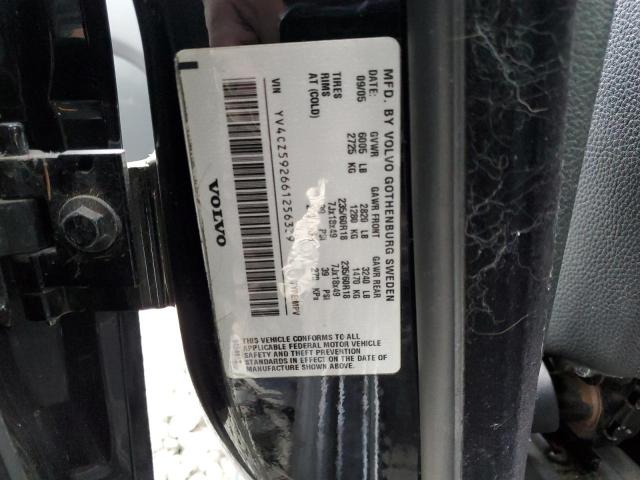 MFD. BY VOLVO GOTHENBURG SWEDEN
DATE: GVWR GAWR FRONT GAWR REAR
09/05 6005 LB 2820 LB 3240 LB
2725 KG 1280 KG 1470 KG
TIRES 235/60R18 235/60R18
RIMS 7Jx18x49 7Jx18x49
AT (COLD) PSI 39 PSI
270 KPa
VIN YV4CZ592661256329
VOLVO
THIS VEHICLE CONFORMS TO ALL
APPLICABLE FEDERAL MOTOR VEHICLE
SAFETY AND THEFT PREVENTION
STANDARDS IN EFFECT ON THE DATE OF
MANUFACTURE SHOWN ABOVE.